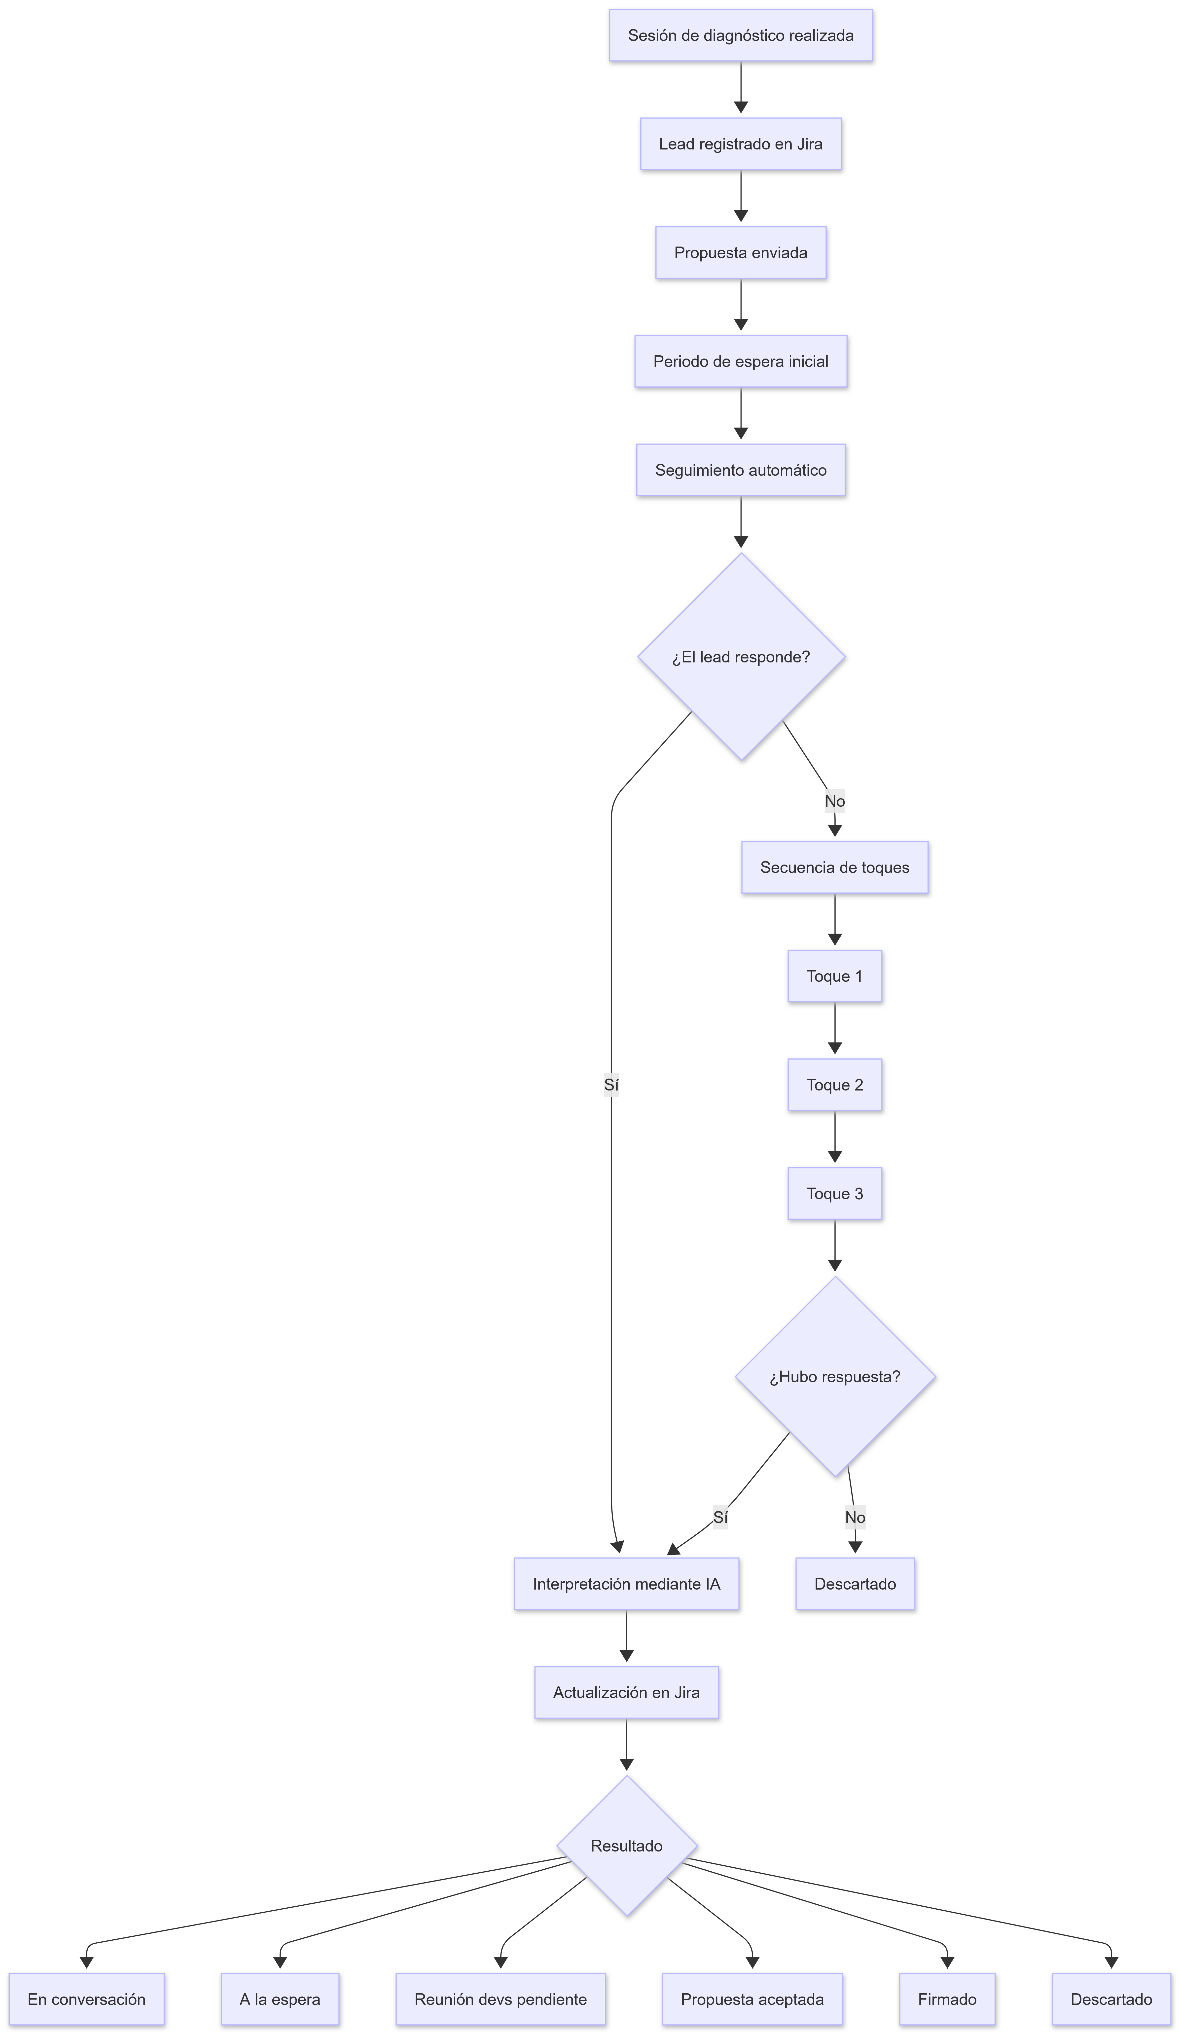 Sesión de diagnóstico realizada
Lead registrado en Jira
Propuesta enviada
Periodo de espera inicial
Seguimiento automático
¿El lead responde?
No
Secuencia de toques
Toque 1
Sí
Toque 2
Toque 3
¿Hubo respuesta?
Sí
No
Interpretación mediante IA
Descartado
Actualización en Jira
Resultado
En conversación
A la espera
Reunión devs pendiente
Propuesta aceptada
Firmado
Descartado